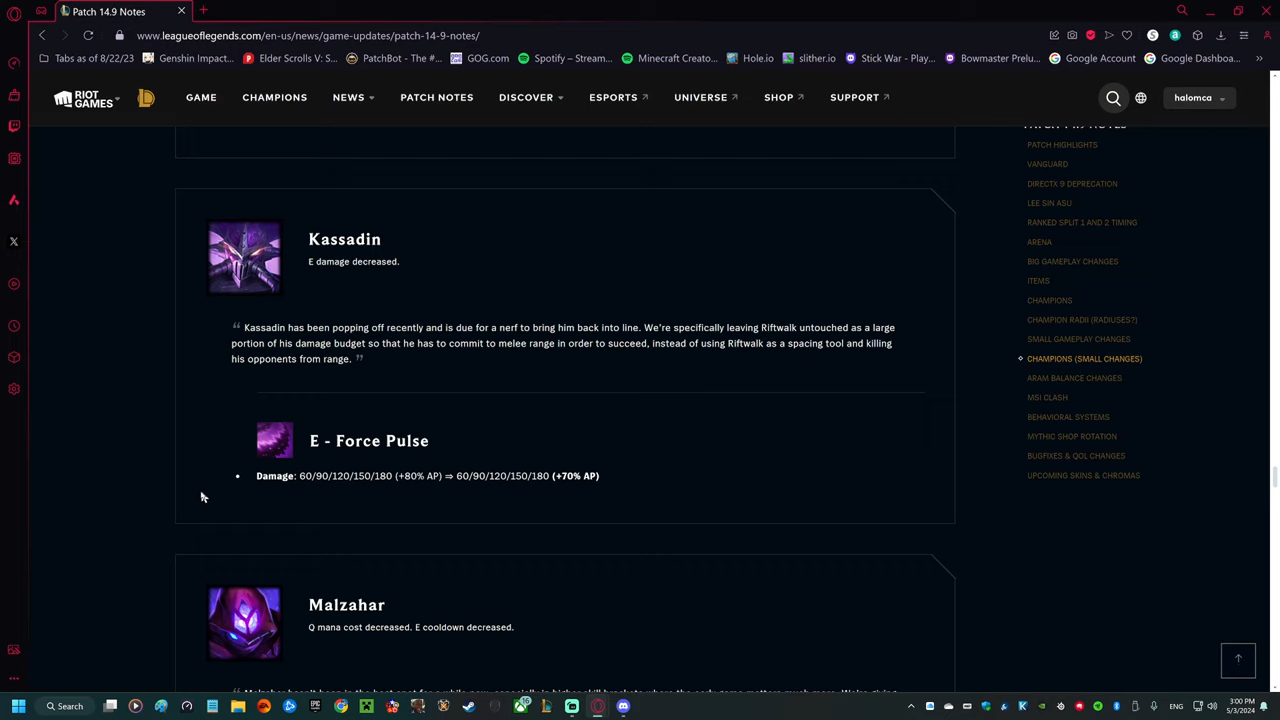 Patch 14.9 Notes
www.leagueoflegends.com/en-us/news/game-updates/patch-14-9-notes/
Tabs as of 8/22/23
Genshin Impact...
Elder Scrolls V: S...
PatchBot - The #...
GOG.com
Spotify – Stream...
Minecraft Creato...
Hole.io
slither.io
Stick War - Play...
Bowmaster Prelu...
Google Account
Google Dashboa...
RIOT GAMES
GAME
CHAMPIONS
NEWS
PATCH NOTES
DISCOVER
ESPORTS
UNIVERSE
SHOP
SUPPORT
halomca
Kassadin
E damage decreased.
“ Kassadin has been popping off recently and is due for a nerf to bring him back into line. We're specifically leaving Riftwalk untouched as a large
portion of his damage budget so that he has to commit to melee range in order to succeed, instead of using Riftwalk as a spacing tool and killing
his opponents from range. ”
E - Force Pulse
• Damage: 60/90/120/150/180 (+80% AP) ⇒ 60/90/120/150/180 (+70% AP)
Malzahar
Q mana cost decreased. E cooldown decreased.
PATCH HIGHLIGHTS
VANGUARD
DIRECTX 9 DEPRECATION
LEE SIN ASU
RANKED SPLIT 1 AND 2 TIMING
ARENA
BIG GAMEPLAY CHANGES
ITEMS
CHAMPIONS
CHAMPION RADII (RADIUSES?)
SMALL GAMEPLAY CHANGES
CHAMPIONS (SMALL CHANGES)
ARAM BALANCE CHANGES
MSI CLASH
BEHAVIORAL SYSTEMS
MYTHIC SHOP ROTATION
BUGFIXES & QOL CHANGES
UPCOMING SKINS & CHROMAS
Search
16
3:00 PM
5/3/2024